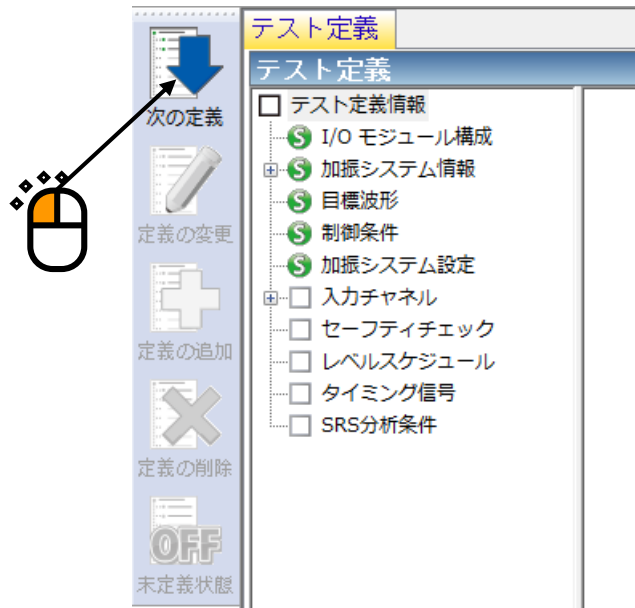 テスト定義
テスト定義
次の定義
定義の変更
定義の追加
定義の削除
OFF
未定義状態
テスト定義情報
S I/O モジュール構成
S 加振システム情報
S 目標波形
S 制御条件
S 加振システム設定
入力チャネル
セーフティチェック
レベルスケジュール
タイミング信号
SRS分析条件